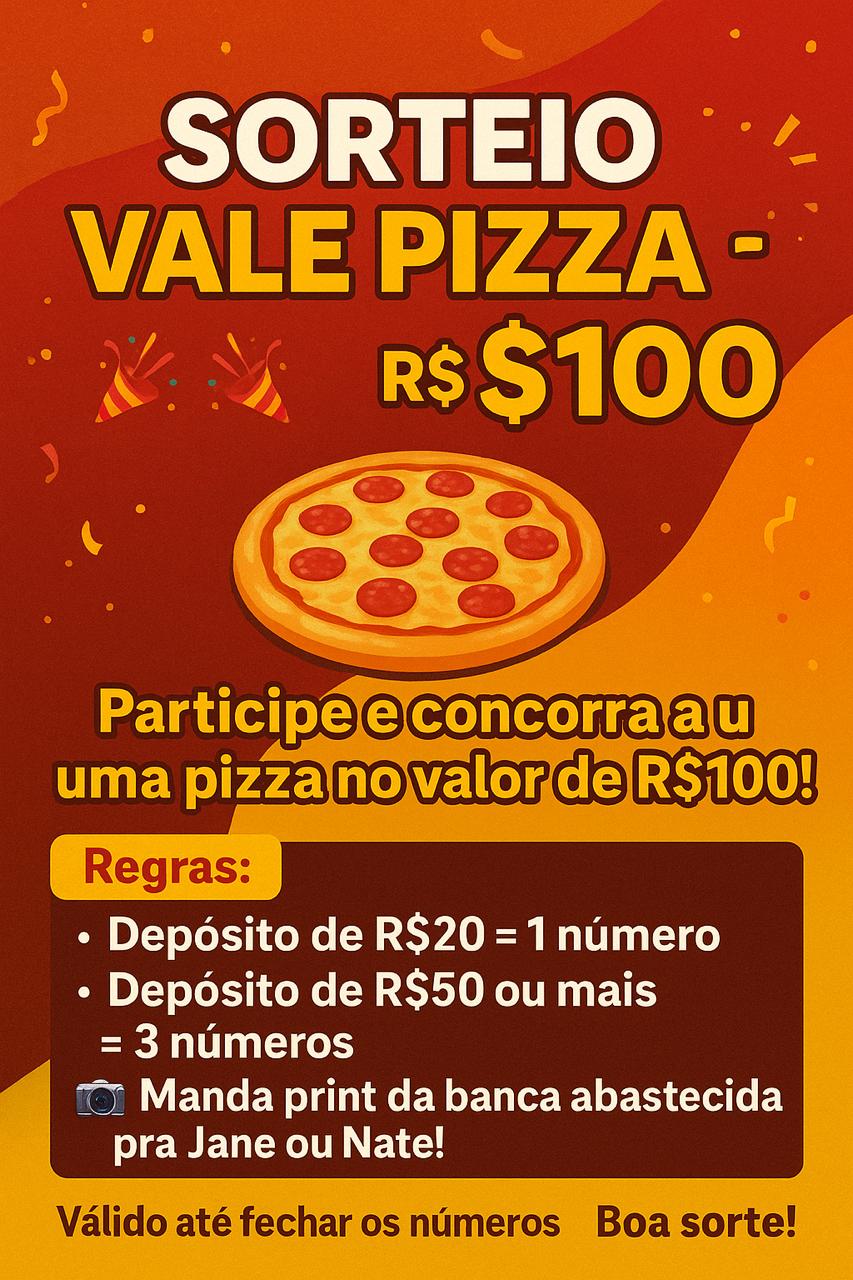 SORTEIO
VALE PIZZA -
R$ $100
Participe e concorra a u
uma pizza no valor de R$100!
Regras:
• Depósito de R$20 = 1 número
• Depósito de R$50 ou mais
= 3 números
📷 Manda print da banca abastecida
pra Jane ou Nate!
Válido até fechar os números Boa sorte!